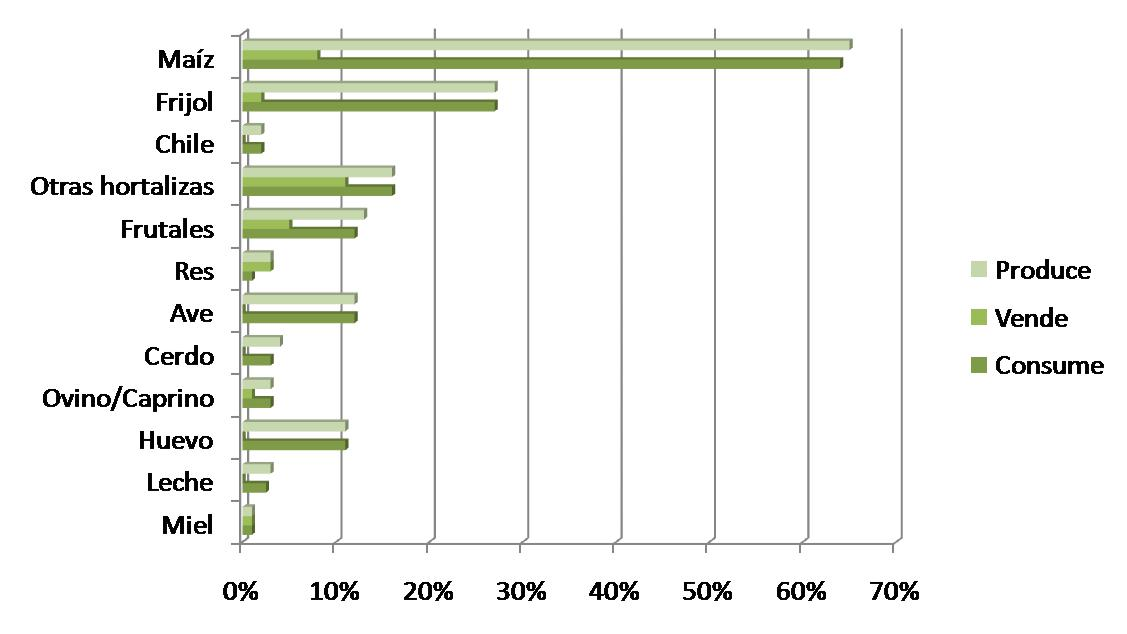 Maíz
Frijol
Chile
Otras hortalizas
Frutales
Res
Ave
Cerdo
Ovino/Caprino
Huevo
Leche
Miel
0% 10% 20% 30% 40% 50% 60% 70%
Produce
Vende
Consume